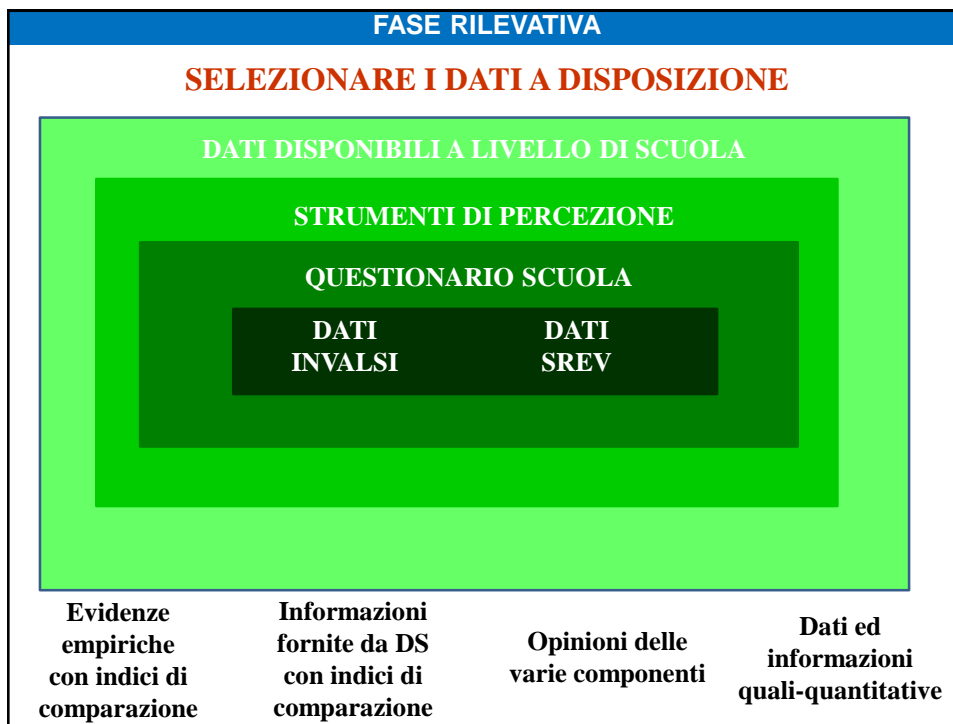 FASE RILEVATIVA
SELEZIONARE I DATI A DISPOSIZIONE
DATI DISPONIBILI A LIVELLO DI SCUOLA
STRUMENTI DI PERCEZIONE
QUESTIONARIO SCUOLA
DATI
INVALSI
DATI
SREV
Evidenze
empiriche
con indici di
comparazione
Informazioni
fornite da DS
con indici di
comparazione
Opinioni delle
varie componenti
Dati ed
informazioni
quali-quantitative